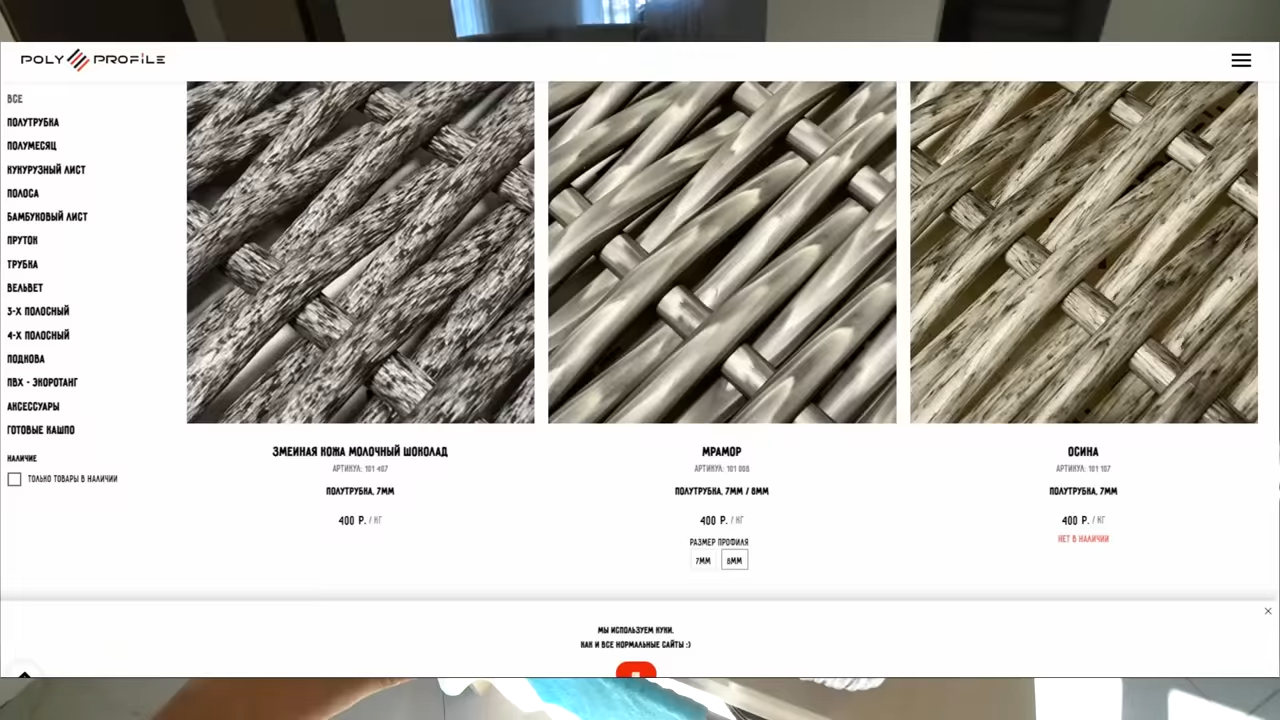 POLY PROFILE
ВСЕ
ПОЛУТРУБКА
ПОЛУМЕСЯЦ
КУКУРУЗНЫЙ ЛИСТ
ПОЛОСА
БАМБУКОВЫЙ ЛИСТ
ПРУТОК
ТРУБКА
ВЕЛЬВЕТ
3-Х ПОЛОСНЫЙ
4-Х ПОЛОСНЫЙ
ПОДКОВА
ПВХ - ЭКОРОТАНГ
АКСЕССУАРЫ
ГОТОВЫЕ КАШПО
НАЛИЧИЕ
ТОЛЬКО ТОВАРЫ В НАЛИЧИИ
ЗМЕИНАЯ КОЖА МОЛОЧНЫЙ ШОКОЛАД
АРТИКУЛ: 101 407
ПОЛУТРУБКА, 7ММ
400 Р. / КГ
МРАМОР
АРТИКУЛ: 101 006
ПОЛУТРУБКА, 7ММ / 8ММ
400 Р. / КГ
РАЗМЕР ПРОФИЛЯ
7ММ 8ММ
ОСИНА
АРТИКУЛ: 101 107
ПОЛУТРУБКА, 7ММ
400 Р. / КГ
НЕТ В НАЛИЧИИ
МЫ ИСПОЛЬЗУЕМ КУКИ,
КАК И ВСЕ НОРМАЛЬНЫЕ САЙТЫ :)